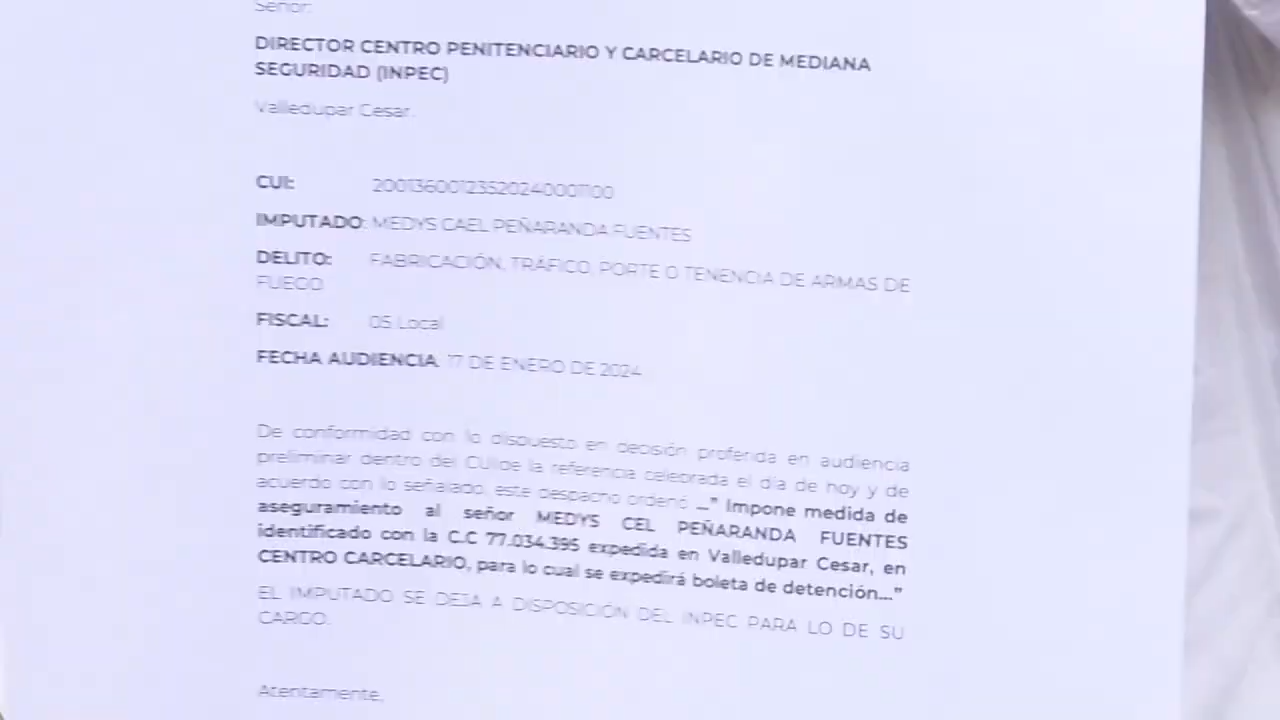 Señor:
DIRECTOR CENTRO PENITENCIARIO Y CARCELARIO DE MEDIANA
SEGURIDAD (INPEC)
Valledupar Cesar.
CUI: 20013600123520240001100
IMPUTADO: MEDYS CAEL PEÑARANDA FUENTES
DELITO: FABRICACIÓN, TRÁFICO, PORTE O TENENCIA DE ARMAS DE
FUEGO
FISCAL: 05 Local
FECHA AUDIENCIA: 17 DE ENERO DE 2024
De conformidad con lo dispuesto en decisión proferida en audiencia
preliminar dentro del CUI de la referencia celebrada el día de hoy y de
acuerdo con lo señalado, este despacho ordenó ..." Impone medida de
aseguramiento al señor MEDYS CEL PEÑARANDA FUENTES
identificado con la C.C 77.034.395 expedida en Valledupar Cesar, en
CENTRO CARCELARIO, para lo cual se expedirá boleta de detención..."
EL IMPUTADO SE DEJA A DISPOSICIÓN DEL INPEC PARA LO DE SU
CARGO.
Atentamente,